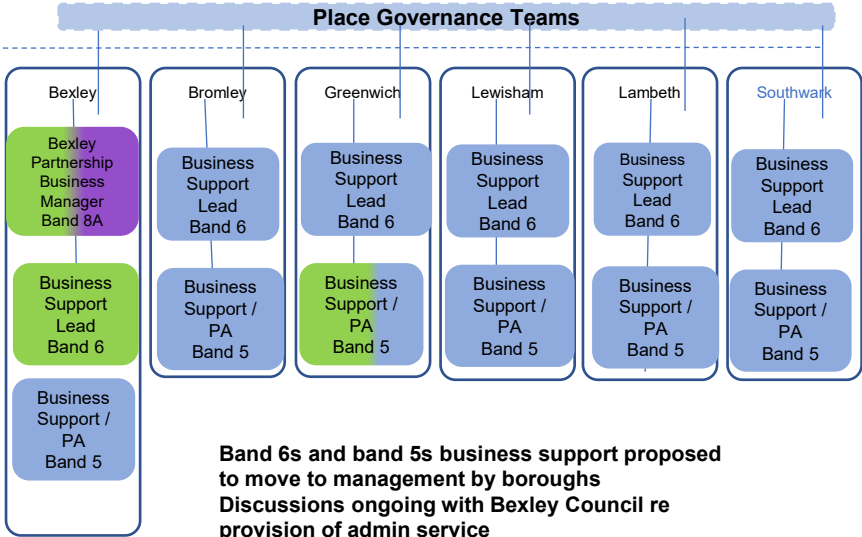 Place Governance Teams
Bexley
Bexley
Partnership
Business
Manager
Band 8A
Business
Support
Lead
Band 6
Business
Support /
PA
Band 5
Bromley
Business
Support
Lead
Band 6
Business
Support /
PA
Band 5
Greenwich
Business
Support
Lead
Band 6
Business
Support /
PA
Band 5
Lewisham
Business
Support
Lead
Band 6
Business
Support /
PA
Band 5
Lambeth
Business
Support
Lead
Band 6
Business
Support /
PA
Band 5
Southwark
Business
Support
Lead
Band 6
Business
Support /
PA
Band 5
Band 6s and band 5s business support proposed
to move to management by boroughs
Discussions ongoing with Bexley Council re
provision of admin service